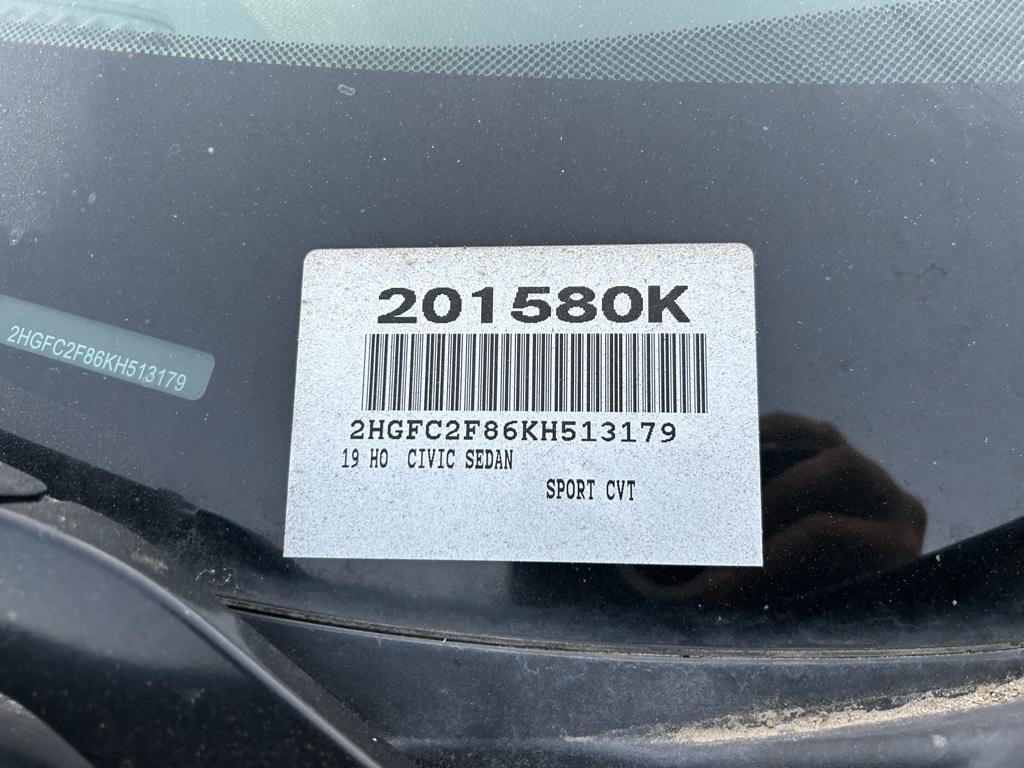 201580K
2HGFC2F86KH513179
2HGFC2F86KH513179
19 HO CIVIC SEDAN
SPORT CVT